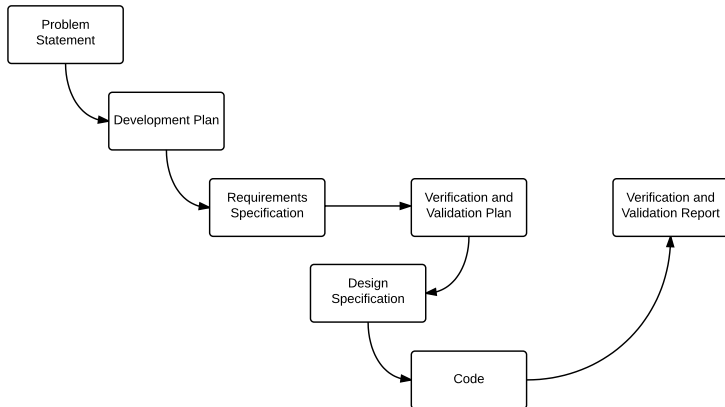 Problem
Statement
Development Plan
Requirements
Specification
Verification and
Validation Plan
Verification and
Validation Report
Design
Specification
Code